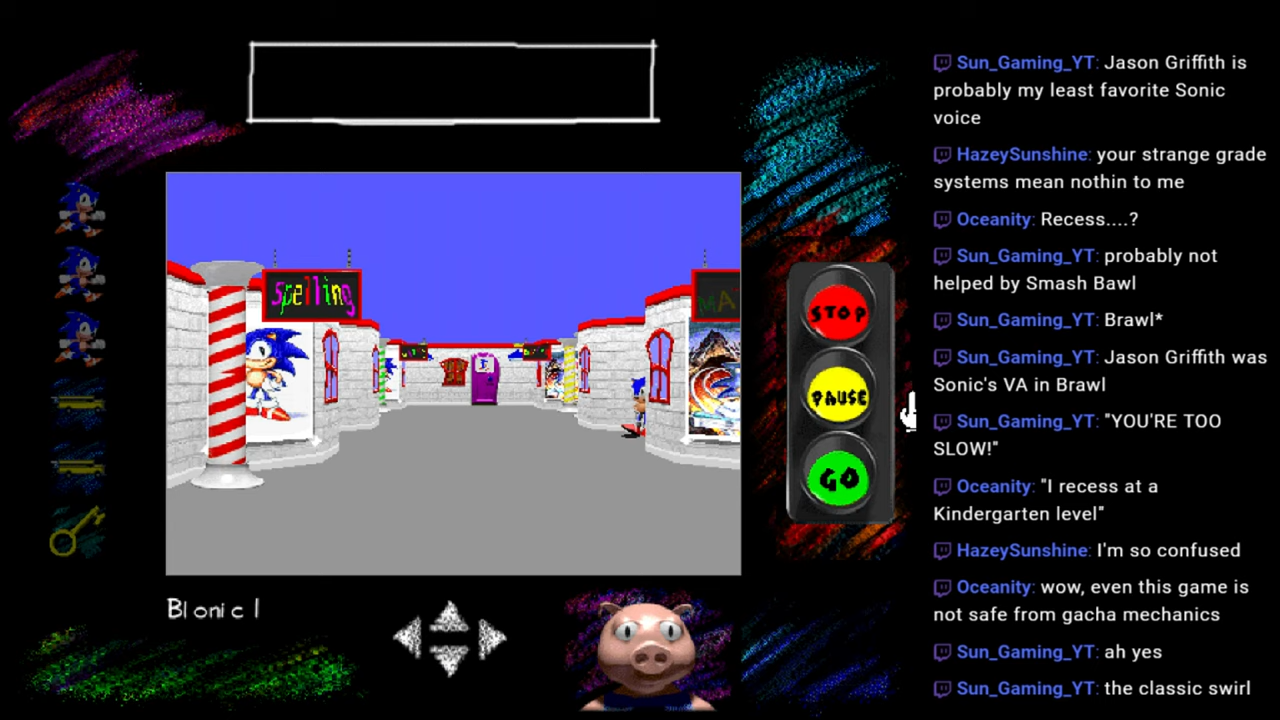 Spelling
MA
STOP
PAUSE
GO
Blonic 1
Sun_Gaming_YT: Jason Griffith is
probably my least favorite Sonic
voice
HazeySunshine: your strange grade
systems mean nothin to me
Oceanity: Recess....?
Sun_Gaming_YT: probably not
helped by Smash Bawl
Sun_Gaming_YT: Brawl*
Sun_Gaming_YT: Jason Griffith was
Sonic's VA in Brawl
Sun_Gaming_YT: "YOU'RE TOO
SLOW!"
Oceanity: "I recess at a
Kindergarten level"
HazeySunshine: I'm so confused
Oceanity: wow, even this game is
not safe from gacha mechanics
Sun_Gaming_YT: ah yes
Sun_Gaming_YT: the classic swirl